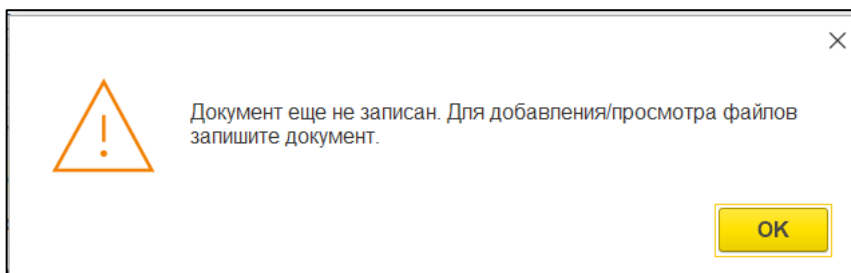 Документ еще не записан. Для добавления/просмотра файлов
запишите документ.
OK